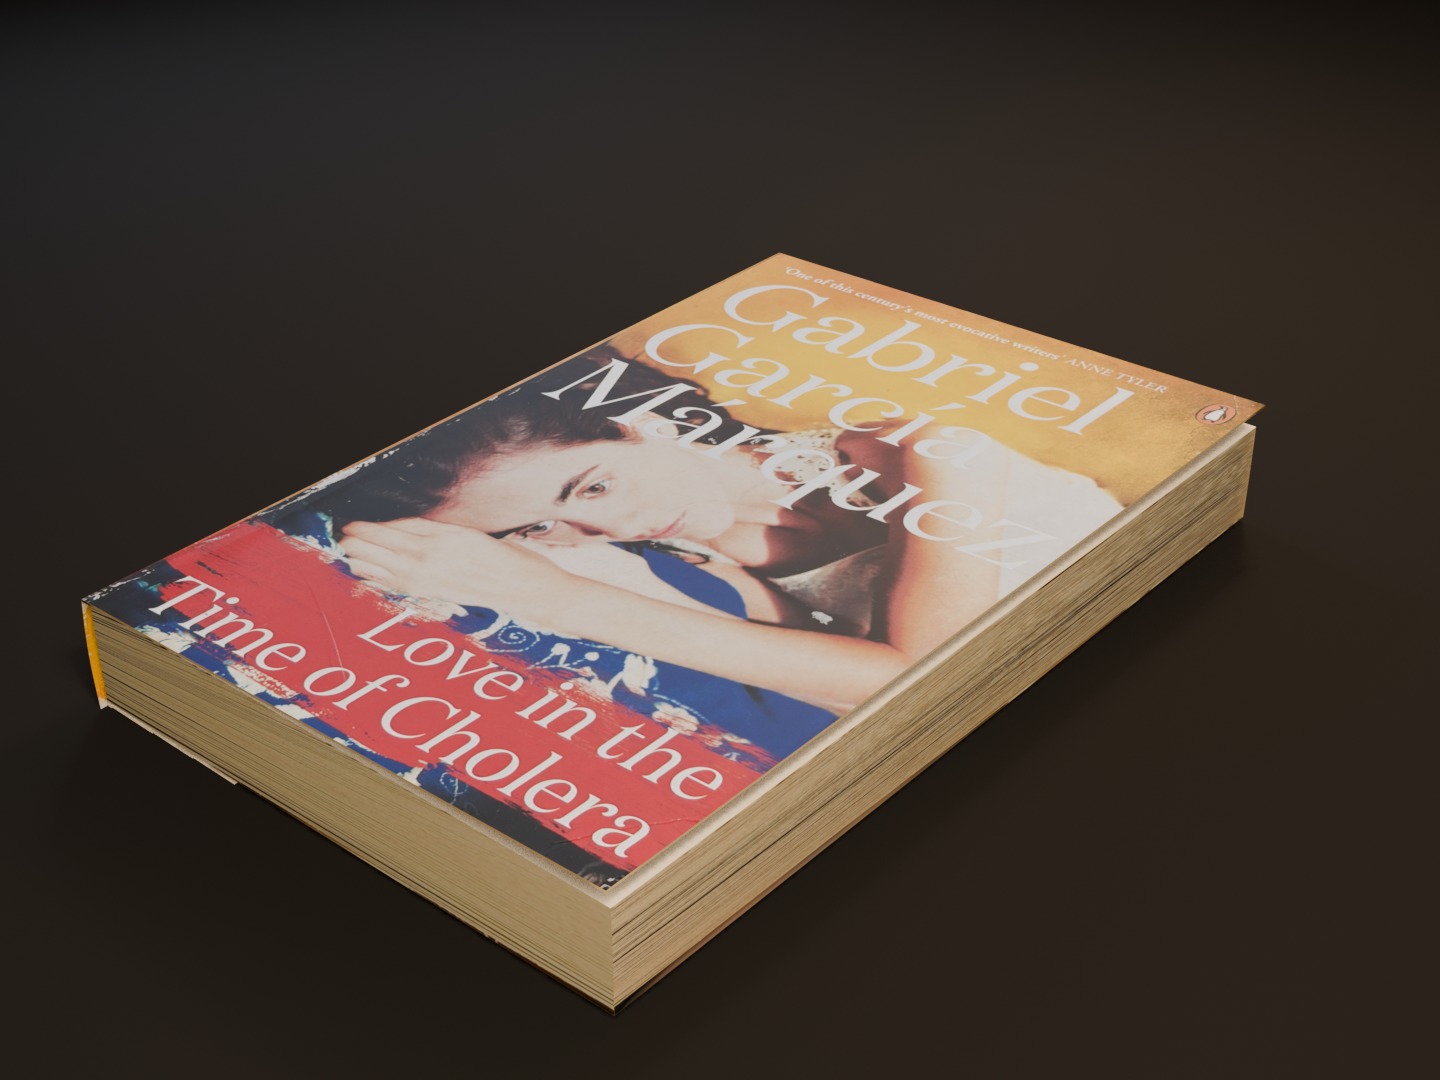 'One of this century's most evocative writers' ANNE TYLER
Gabriel
García
Márquez
Love in the
Time of Cholera